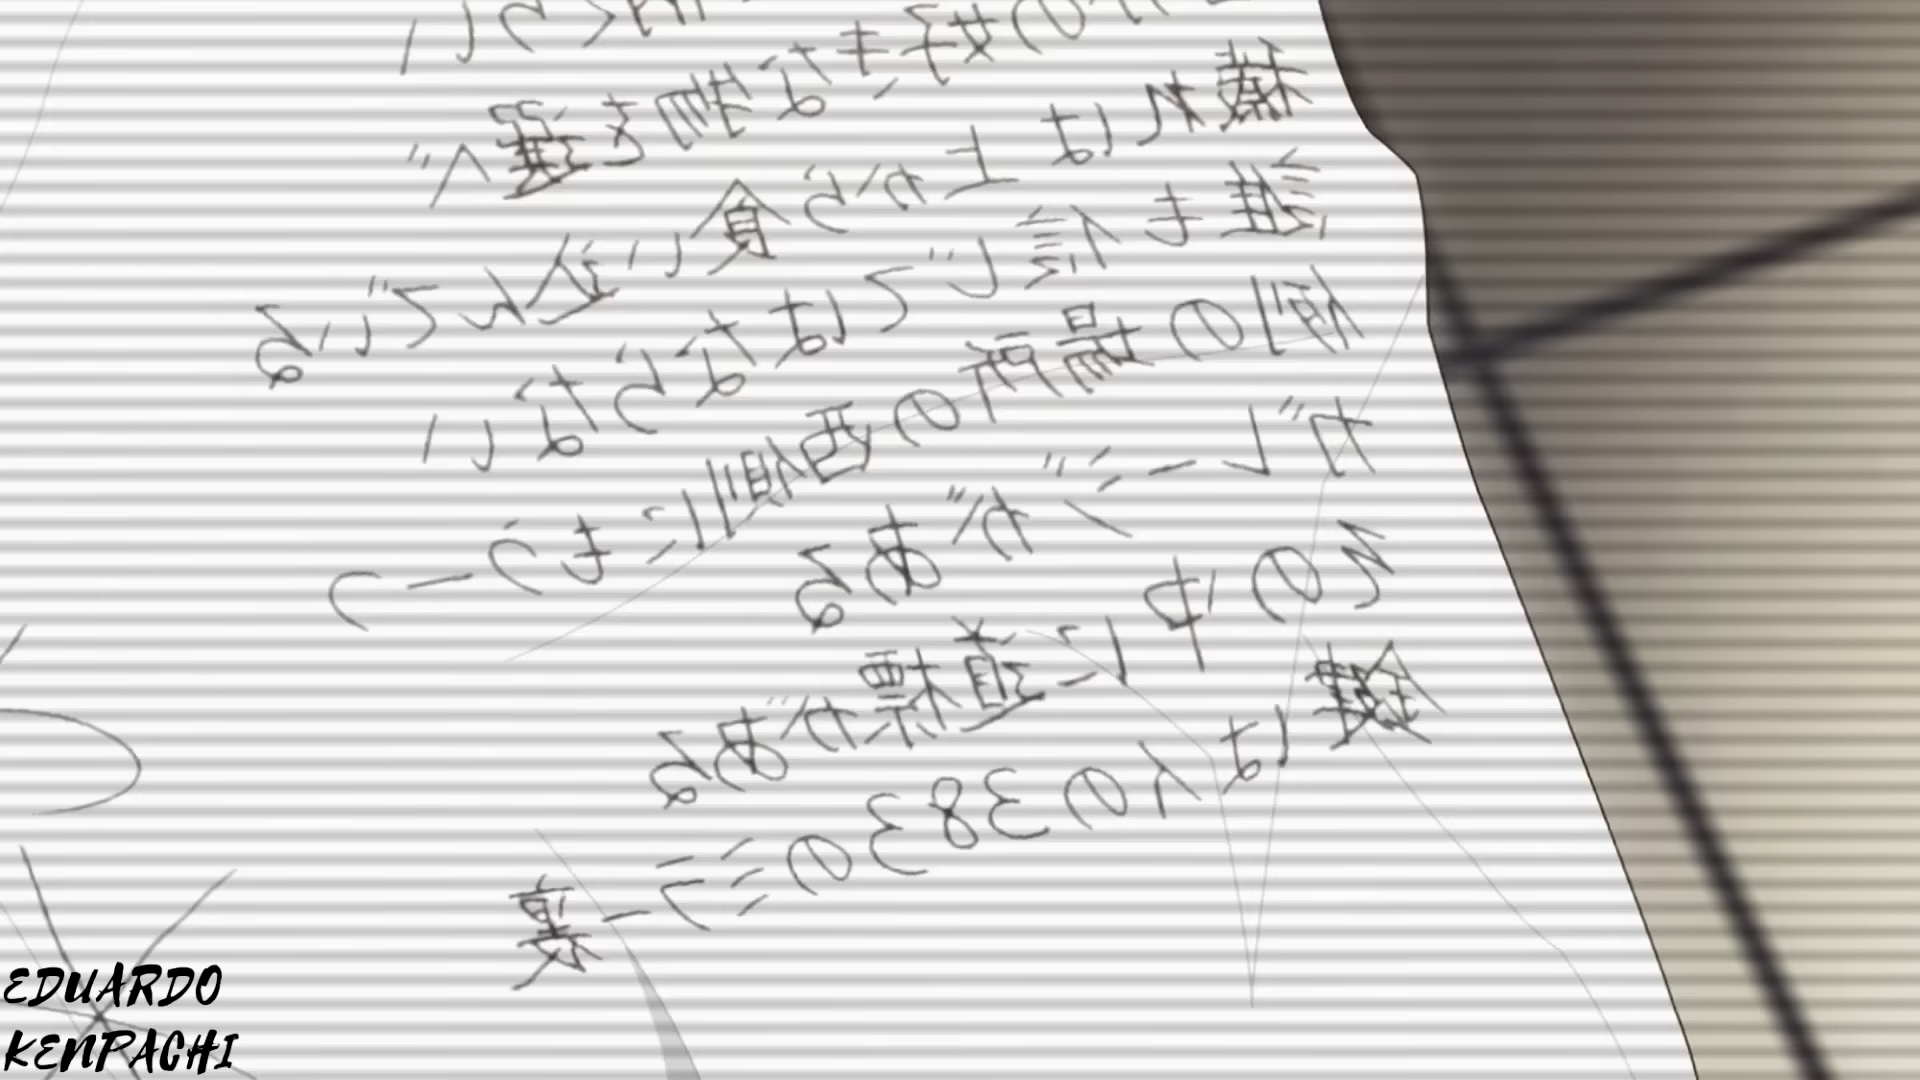 くらい
の好きな を選べ
穢れは上から食い込んでいる
誰も信じてはならない
例の場所の西側にもう一つ
ガレージがある
その中に道標がある
鍵は人の383のミラー裏
EDUARDO
KENPACHI